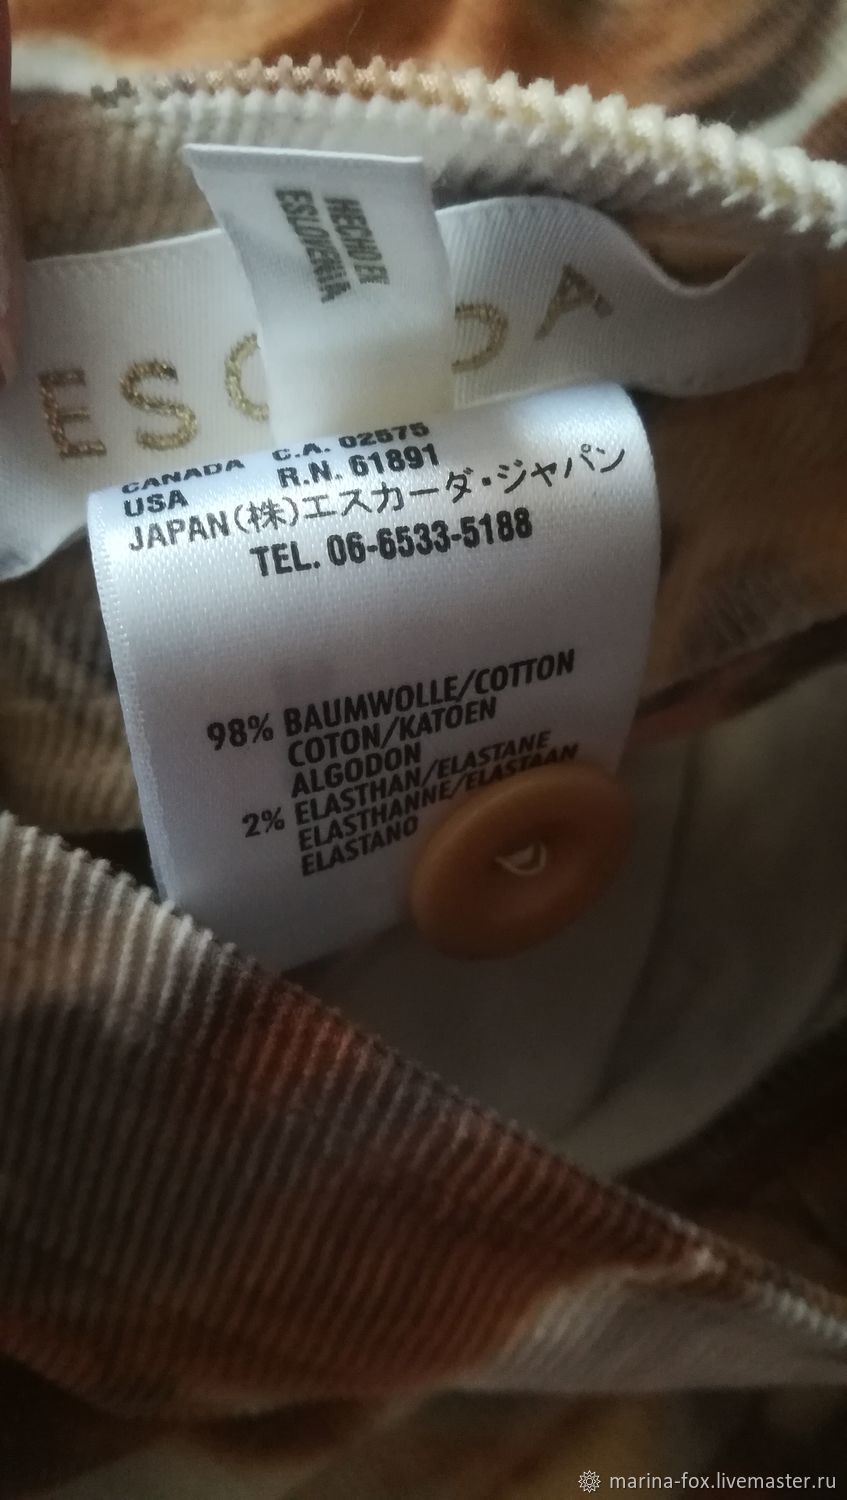 HECHO EN
ESLOVENIA
ESC DA
CANADA C.A. 02575
USA R.N. 61891
JAPAN(株)エスカーダ・ジャパン
TEL. 06-6533-5188
98% BAUMWOLLE/COTTON
COTON/KATOEN
ALGODON
2% ELASTHAN/ELASTANE
ELASTHANNE/ELASTAAN
ELASTANO
marina-fox.livemaster.ru